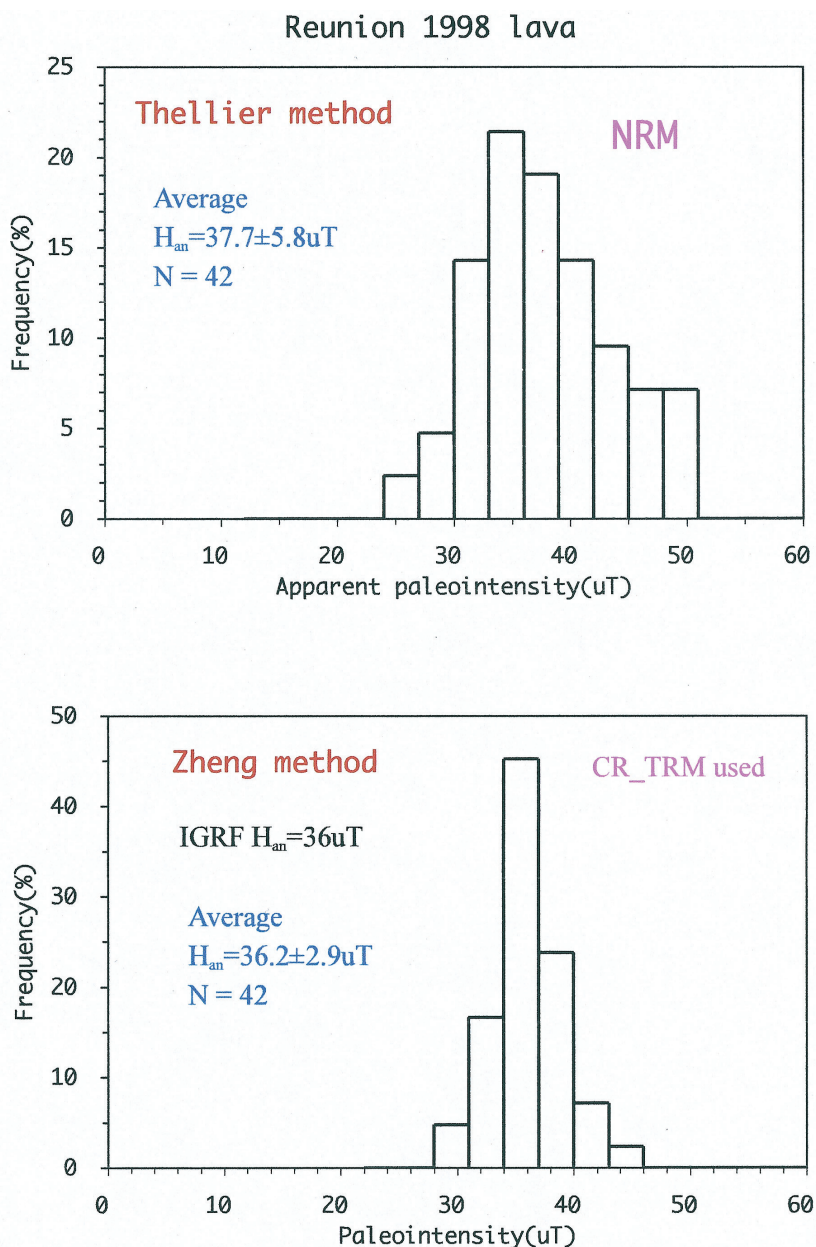 Reunion 1998 lava
25
20
15
10
5
0
Frequency(%)
Thellier method
NRM
Average
Han=37.7±5.8uT
N = 42
0 10 20 30 40 50 60
Apparent paleointensity(uT)
50
40
30
20
10
0
Frequency(%)
Zheng method
CR_TRM used
IGRF Han=36uT
Average
Han=36.2±2.9uT
N = 42
0 10 20 30 40 50 60
Paleointensity(uT)